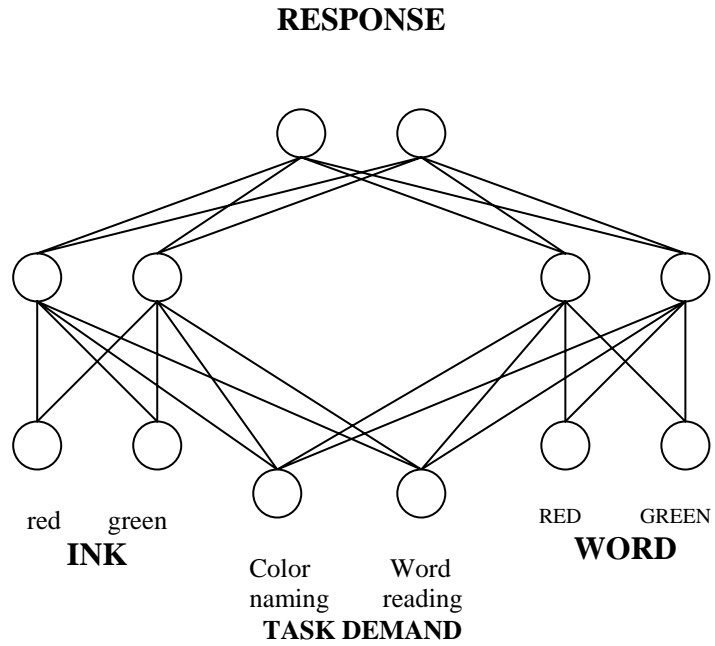 RESPONSE
red green
INK
RED GREEN
WORD
Color Word
naming reading
TASK DEMAND